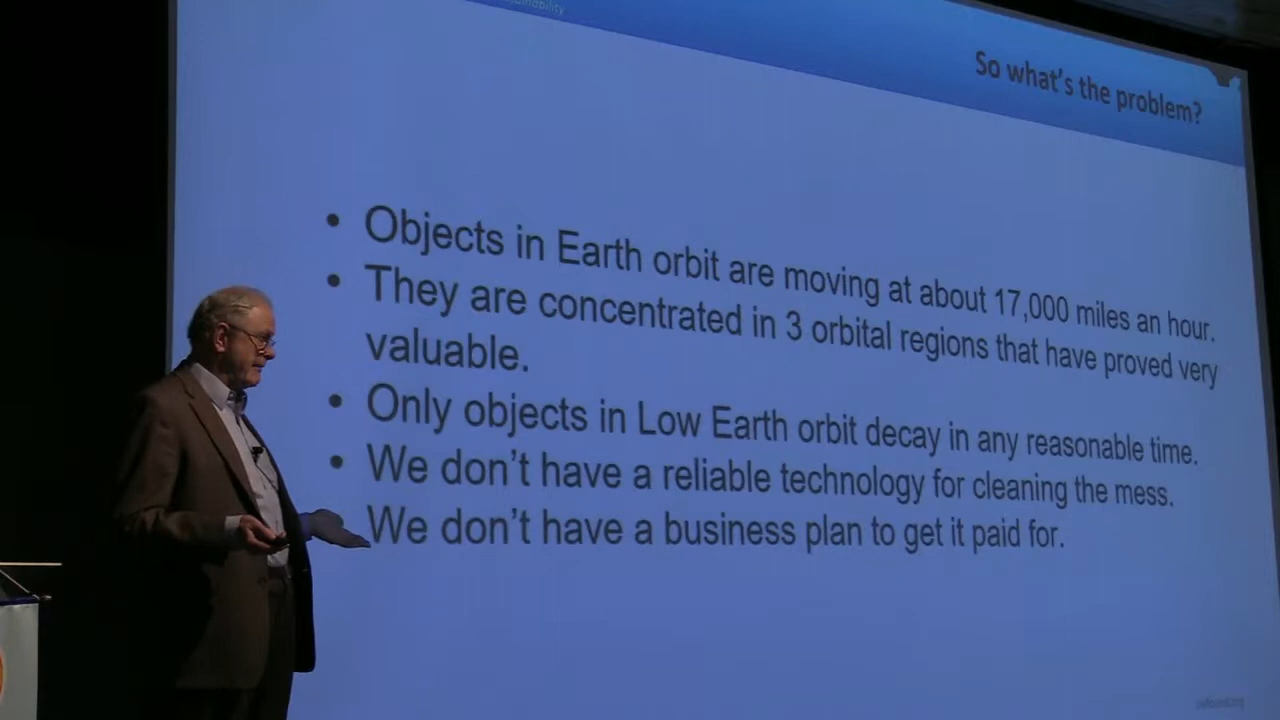 So what's the problem?
• Objects in Earth orbit are moving at about 17,000 miles an hour.
• They are concentrated in 3 orbital regions that have proved very
valuable.
• Only objects in Low Earth orbit decay in any reasonable time.
• We don't have a reliable technology for cleaning the mess.
We don't have a business plan to get it paid for.